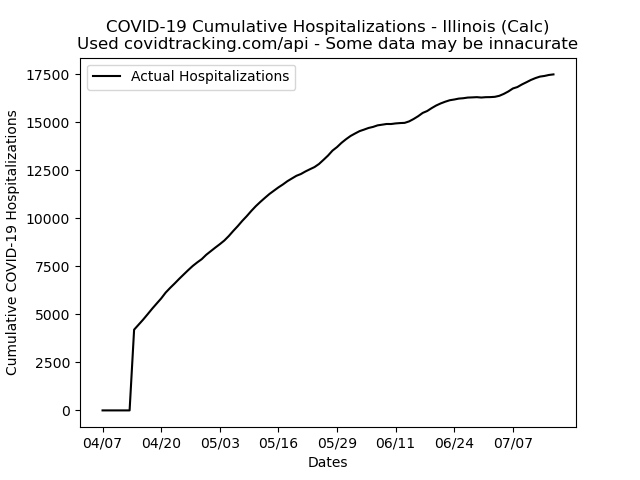 COVID-19 Cumulative Hospitalizations - Illinois (Calc)
Used covidtracking.com/api - Some data may be innacurate
Actual Hospitalizations
Cumulative COVID-19 Hospitalizations
17500
15000
12500
10000
7500
5000
2500
0
04/07 04/20 05/03 05/16 05/29 06/11 06/24 07/07
Dates